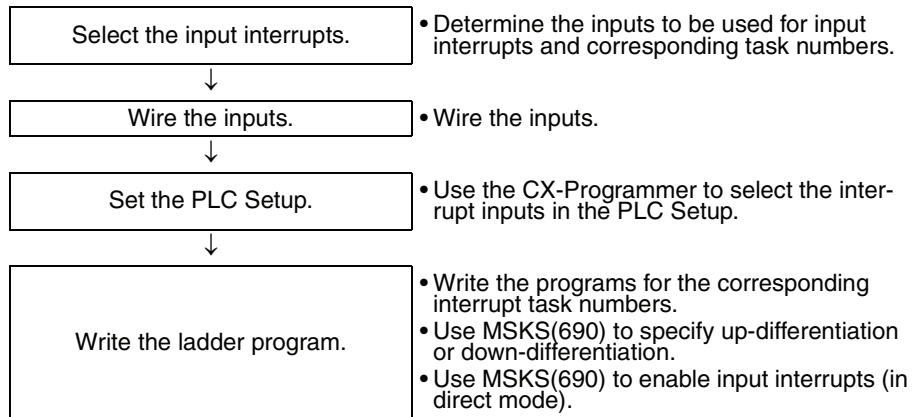 Select the input interrupts.
• Determine the inputs to be used for input
interrupts and corresponding task numbers.
↓
Wire the inputs.
• Wire the inputs.
↓
Set the PLC Setup.
• Use the CX-Programmer to select the inter-
rupt inputs in the PLC Setup.
↓
Write the ladder program.
• Write the programs for the corresponding
interrupt task numbers.
• Use MSKS(690) to specify up-differentiation
or down-differentiation.
• Use MSKS(690) to enable input interrupts (in
direct mode).